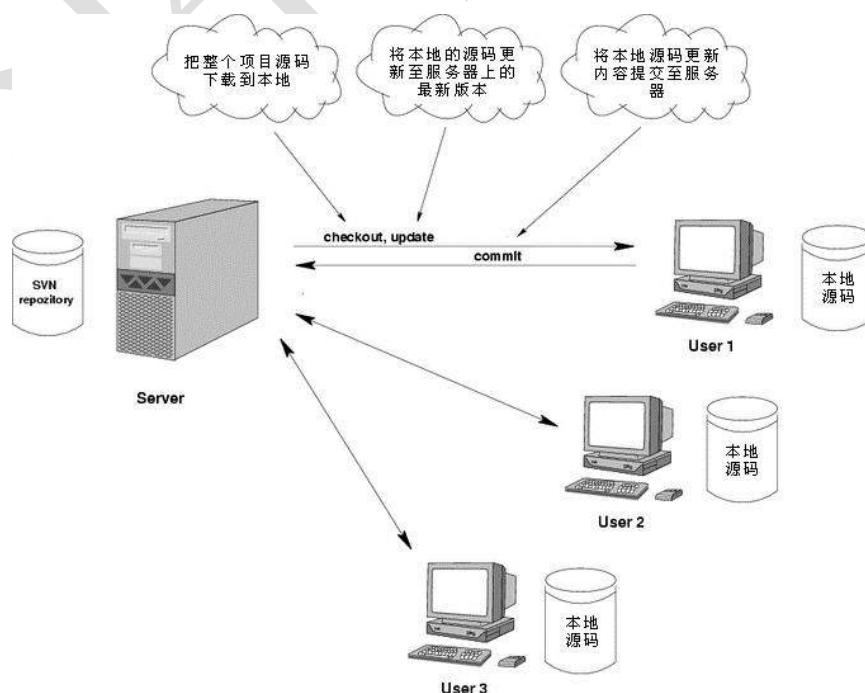 把整个项目源码
下载到本地
将本地的源码更
新至服务器上的
最新版本
将本地源码更新
内容提交至服务
器
checkout, update
commit
SVN
repozitory
Server
本地
源码
User 1
本地
源码
User 2
本地
源码
User 3